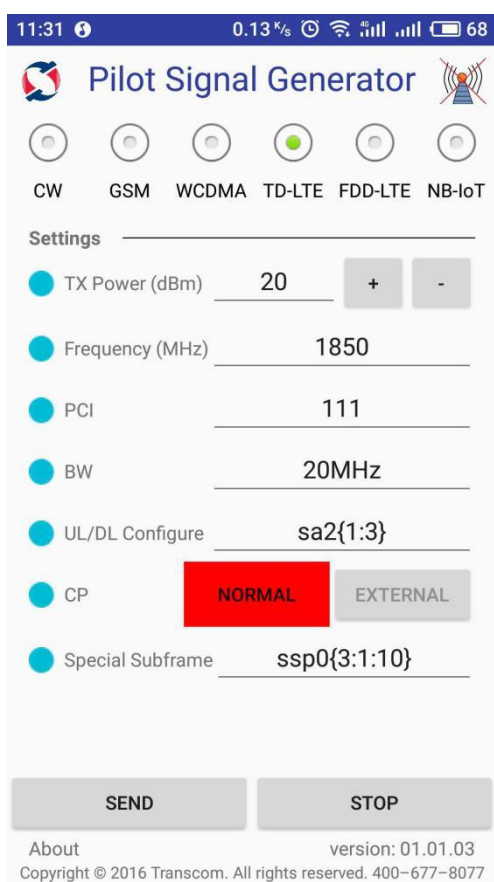 11:31 0.13 K/s 4G 68
Pilot Signal Generator
CW GSM WCDMA TD-LTE FDD-LTE NB-IoT
Settings
TX Power (dBm) 20 + -
Frequency (MHz) 1850
PCI 111
BW 20MHz
UL/DL Configure sa2{1:3}
CP NORMAL EXTERNAL
Special Subframe ssp0{3:1:10}
SEND STOP
About version: 01.01.03
Copyright © 2016 Transcom. All rights reserved. 400-677-8077